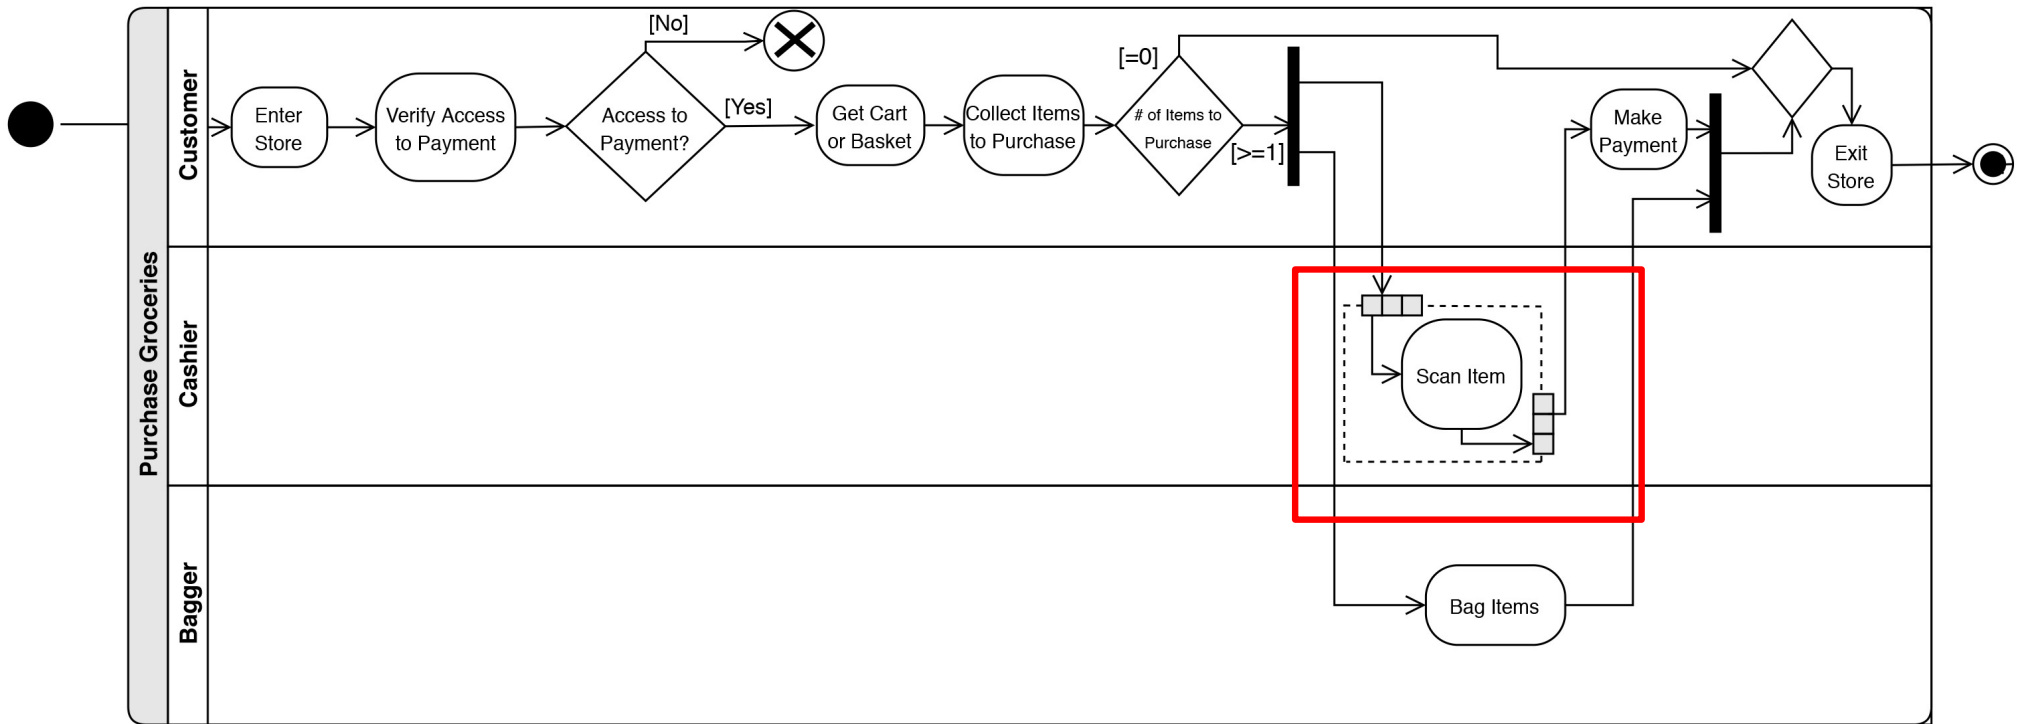 Purchase Groceries
Customer
Cashier
Bagger
Enter
Store
Verify Access
to Payment
Access to
Payment?
[No]
[Yes]
Get Cart
or Basket
Collect Items
to Purchase
[=0]
# of Items to
Purchase
[>=1]
Make
Payment
Exit
Store
Scan Item
Bag Items